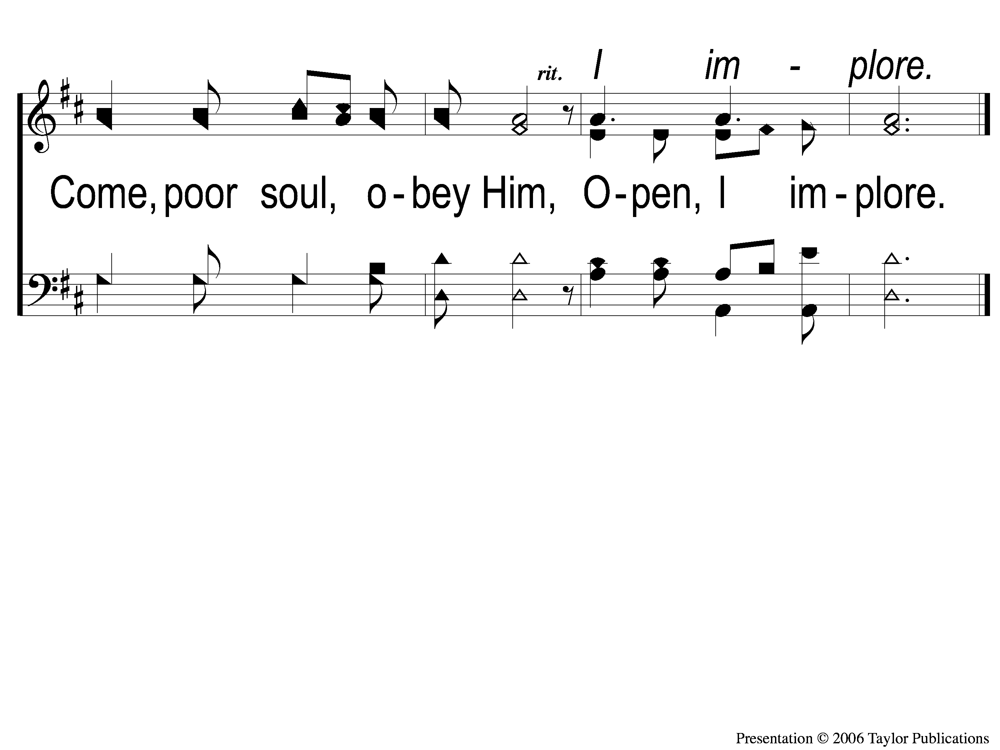 rit. I im - plore.
Come, poor soul, o - bey Him, O - pen, I im - plore.
Presentation © 2006 Taylor Publications